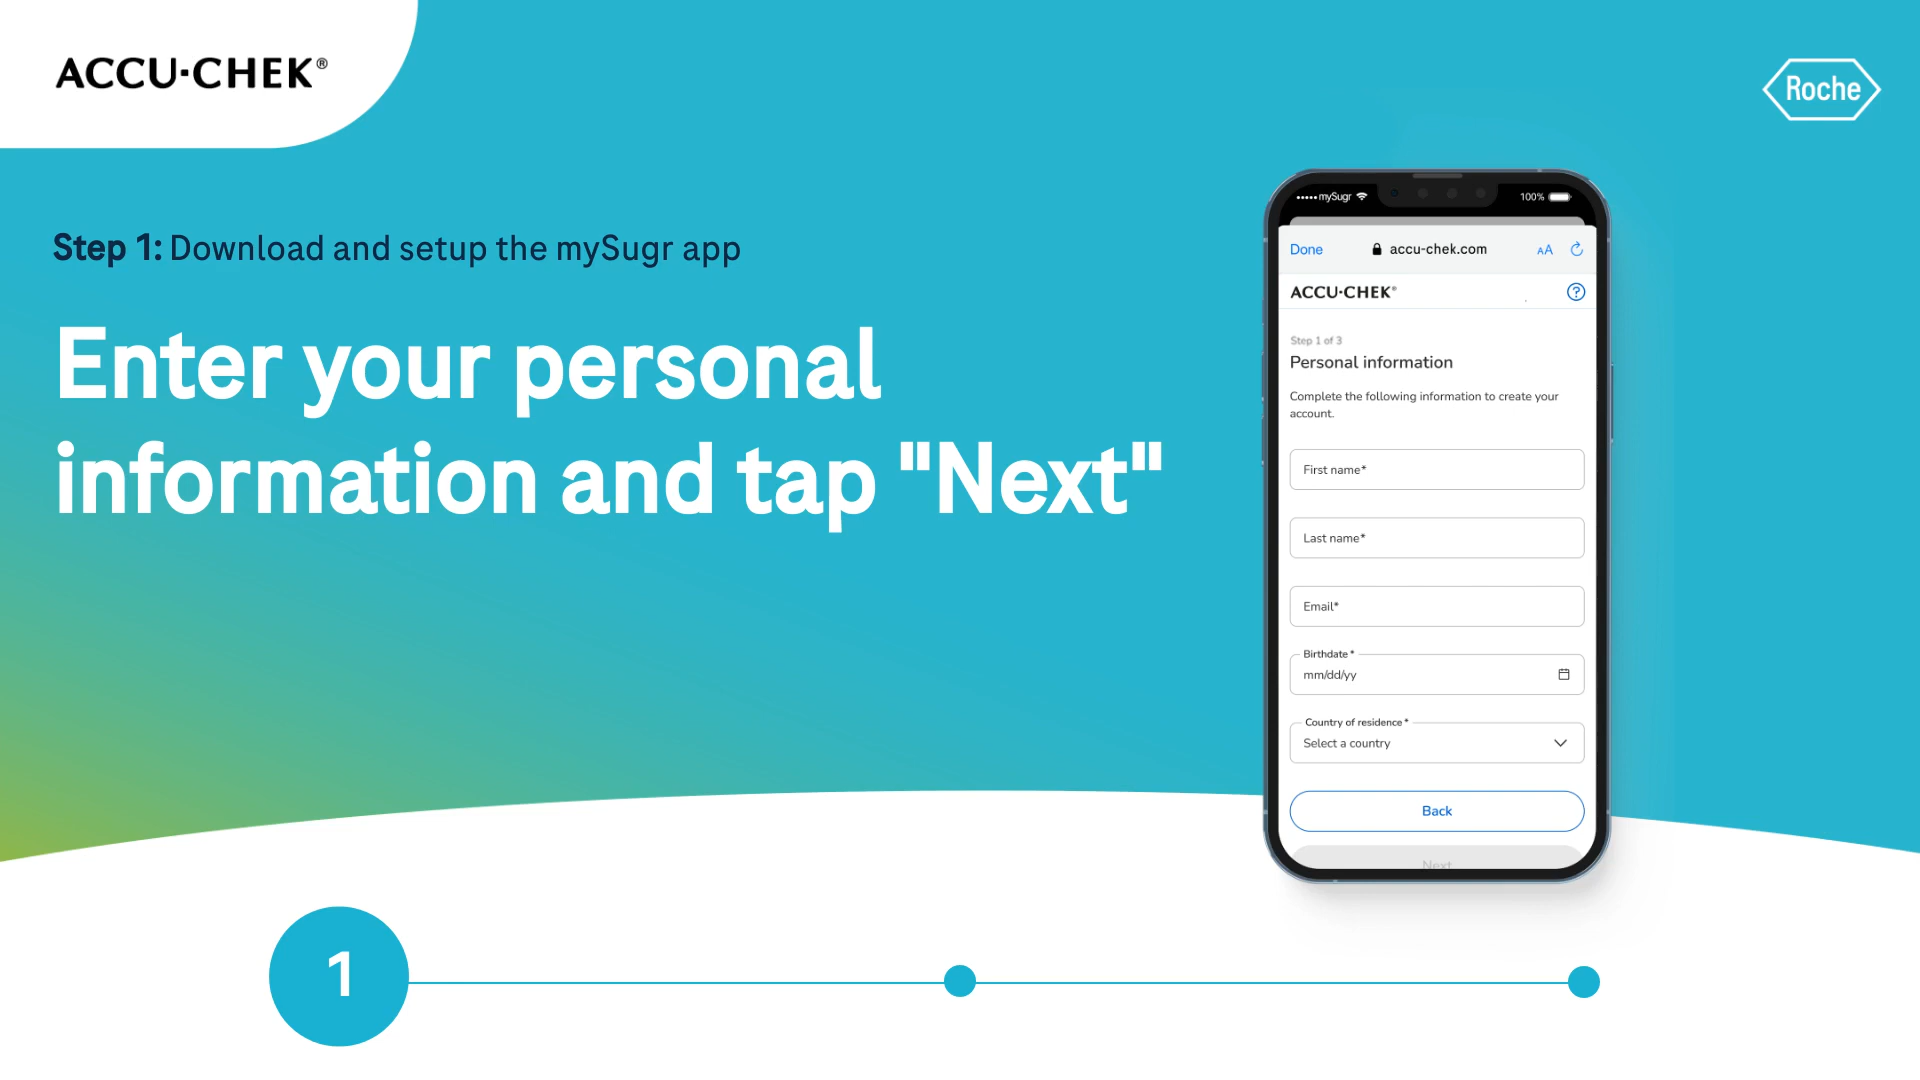 ACCU-CHEK®
Roche
Step 1: Download and setup the mySugr app
Enter your personal
information and tap "Next"
•••••mySugr
100%
Done
accu-chek.com
AA
ACCU-CHEK®
?
Step 1 of 3
Personal information
Complete the following information to create your
account.
First name*
Last name*
Email*
Birthdate *
mm/dd/yy
Country of residence *
Select a country
Back
Next
1